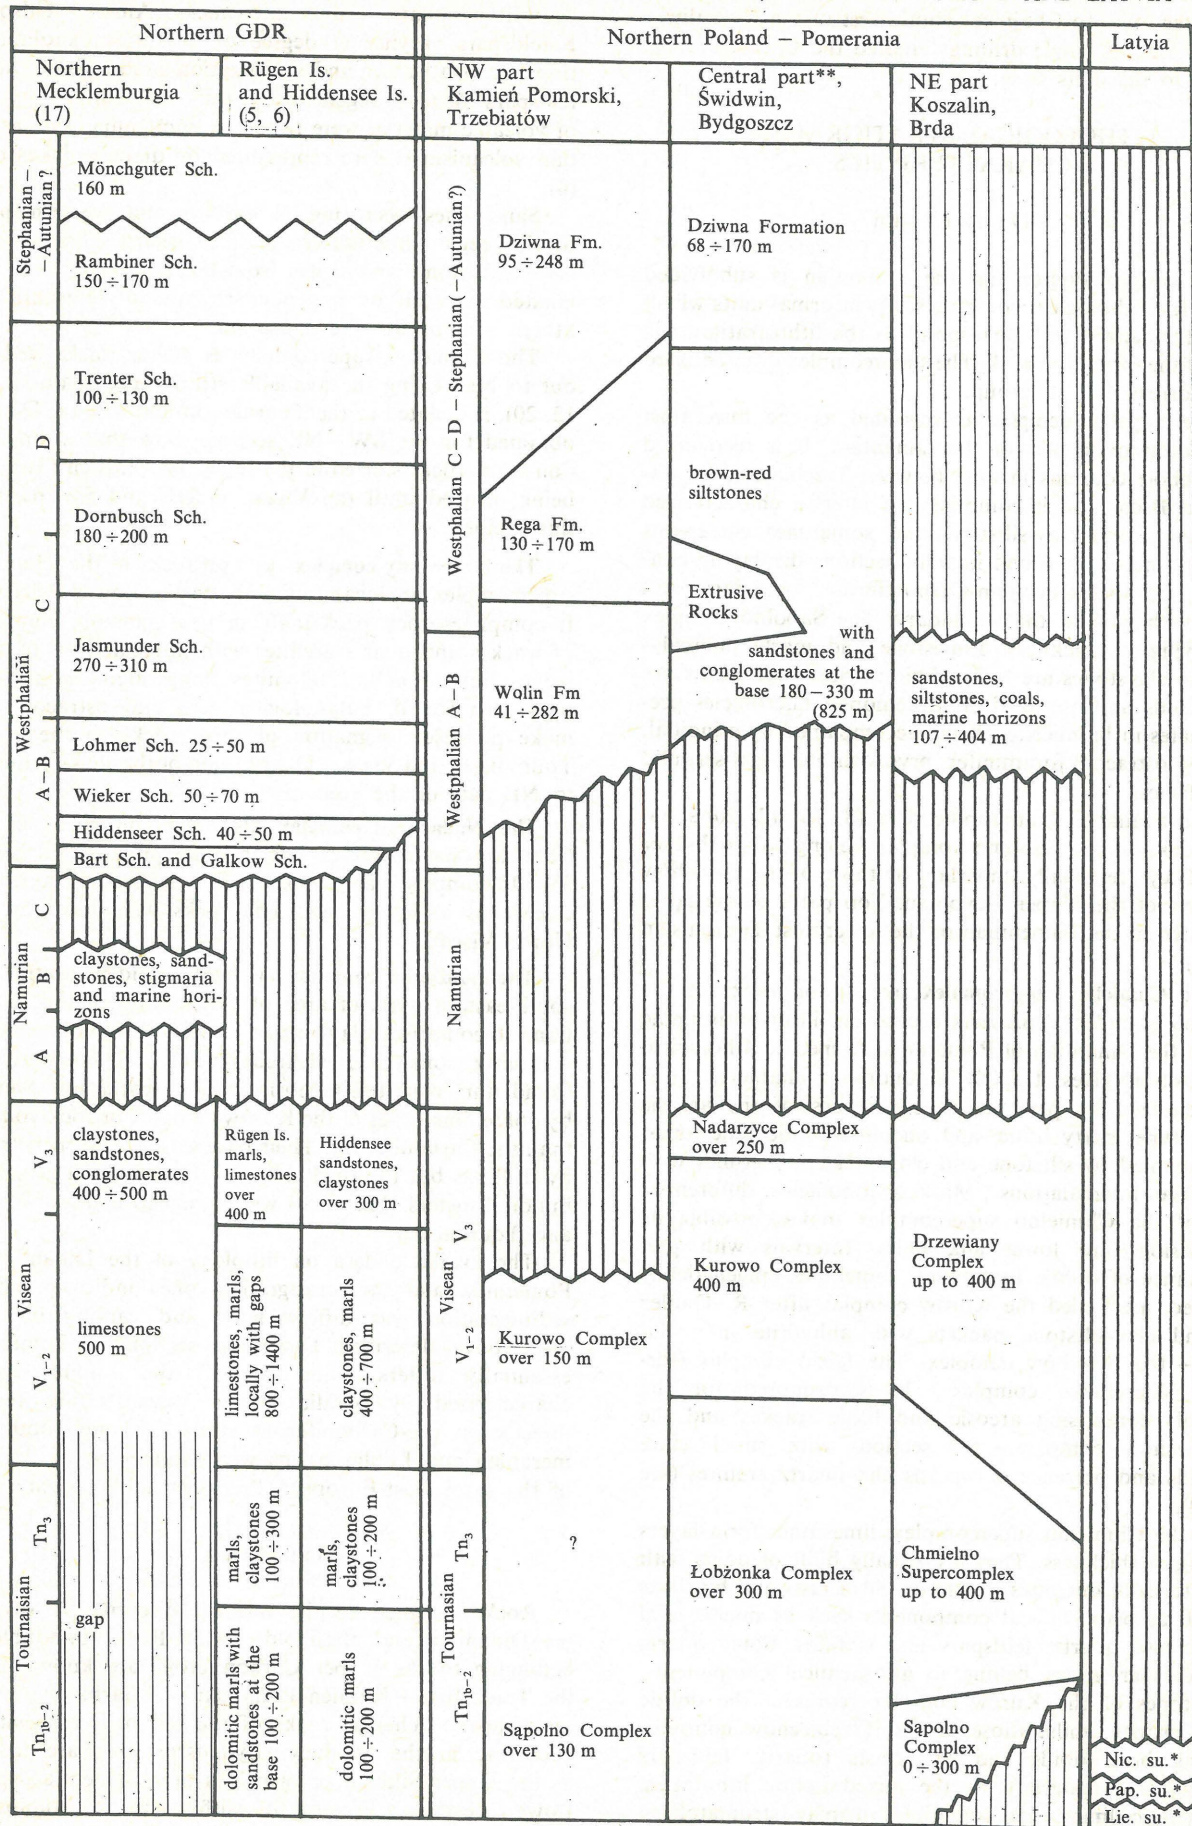 Northern GDR
Northern Poland – Pomerania
Latvia
Northern
Mecklemburgia
(17)
Rügen Is.
and Hiddensee Is.
(5, 6)
NW part
Kamień Pomorski,
Trzebiatów
Central part**,
Świdwin,
Bydgoszcz
NE part
Koszalin,
Brda
Stephanian –
– Autunian?
Westphalian
D
C
A – B
Namurian
C
B
A
Visean
V₃
V₁₋₂
Tournaisian
Tn₃
Tn₁b₋₂
Mönchguter Sch.
160 m
Rambiner Sch.
150 ÷ 170 m
Trenter Sch.
100 ÷ 130 m
Dornbusch Sch.
180 ÷ 200 m
Jasmunder Sch.
270 ÷ 310 m
Lohmer Sch. 25 ÷ 50 m
Wieker Sch. 50 ÷ 70 m
Hiddenseer Sch. 40 ÷ 50 m
Bart Sch. and Galkow Sch.
claystones, sand-
stones, stigmaria
and marine hori-
zons
claystones,
sandstones,
conglomerates
400 ÷ 500 m
limestones
500 m
gap
Rügen Is.
marls,
limestones
over
400 m
limestones, marls,
locally with gaps
800 ÷ 1400 m
marls,
claystones
100 ÷ 300 m
dolomitic marls with
sandstones at the
base 100 ÷ 200 m
Hiddensee
sandstones,
claystones
over 300 m
claystones, marls
400 ÷ 700 m
marls,
claystones
100 ÷ 200 m
dolomitic marls
100 ÷ 200 m
Westphalian C – D – Stephanian ( – Autunian?)
Westphalian A – B
Namurian
Visean
V₃
V₁₋₂
Tournasian
Tn₃
Tn₁b₋₂
Dziwna Fm.
95 ÷ 248 m
Rega Fm.
130 ÷ 170 m
Wolin Fm
41 ÷ 282 m
Kurowo Complex
over 150 m
?
Sąpolno Complex
over 130 m
Dziwna Formation
68 ÷ 170 m
brown-red
siltstones
Extrusive
Rocks
with
sandstones and
conglomerates at the
base 180 – 330 m
(825 m)
Nadarzyce Complex
over 250 m
Kurowo Complex
400 m
Łobżonka Complex
over 300 m
sandstones,
siltstones, coals,
marine horizons
107 ÷ 404 m
Drzewiany
Complex
up to 400 m
Chmielno
Supercomplex
up to 400 m
Sąpolno
Complex
0 ÷ 300 m
Nic. su.*
Pap. su.*
Lie. su.*